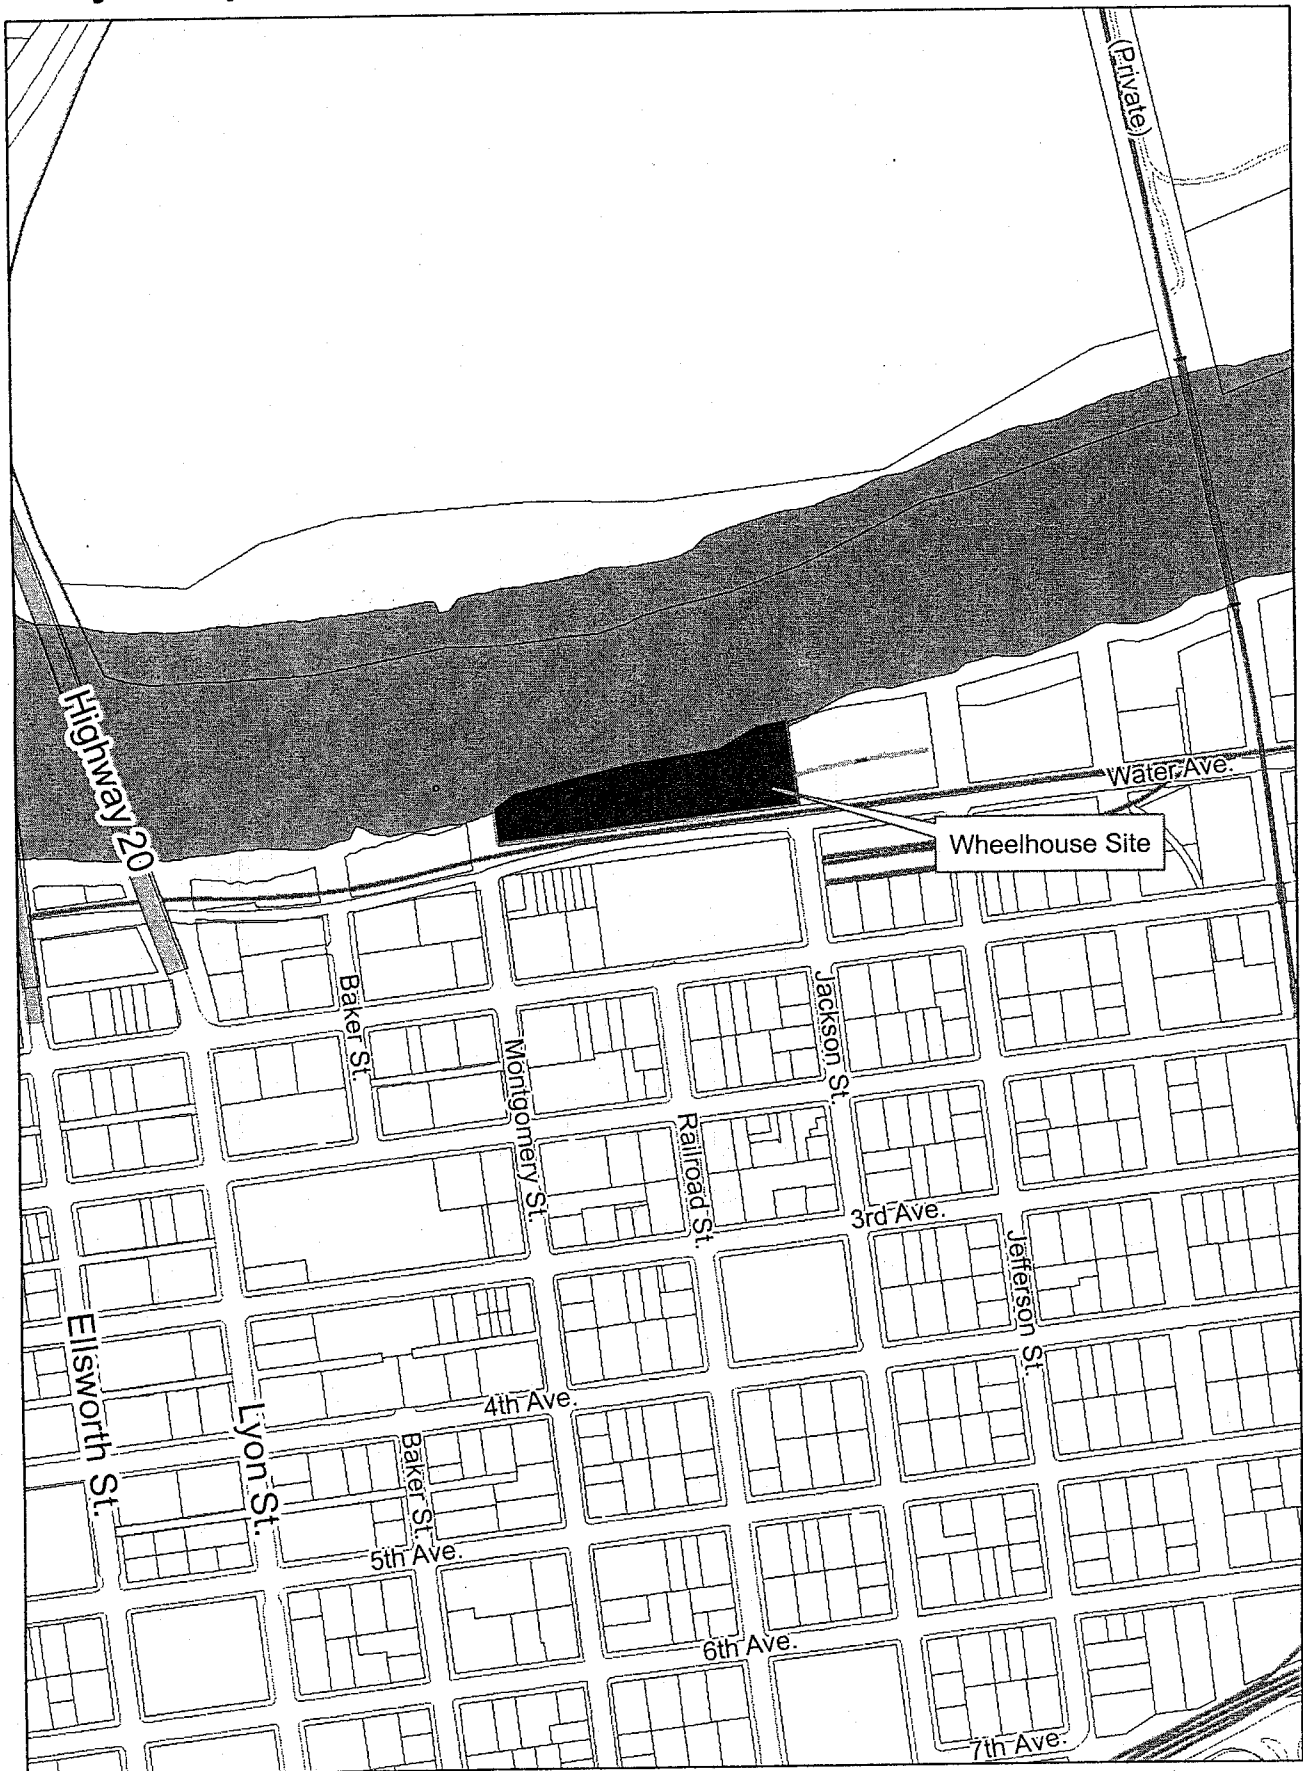 (Private)
Highway 20
Water Ave.
Wheelhouse Site
Baker St.
Jackson St.
Montgomery St.
Railroad St.
3rd Ave.
Jefferson St.
Ellsworth St.
4th Ave.
Lyon St.
Baker St.
5th Ave.
6th Ave.
7th Ave.